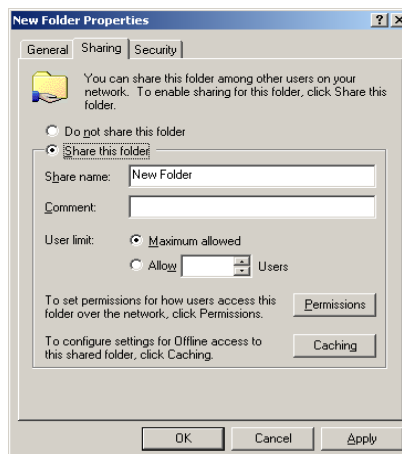 New Folder Properties
General Sharing Security
You can share this folder among other users on your
network. To enable sharing for this folder, click Share this
folder.
Do not share this folder
Share this folder
Share name: New Folder
Comment:
User limit: Maximum allowed
Allow Users
To set permissions for how users access this
folder over the network, click Permissions.
Permissions
To configure settings for Offline access to
this shared folder, click Caching.
Caching
OK Cancel Apply